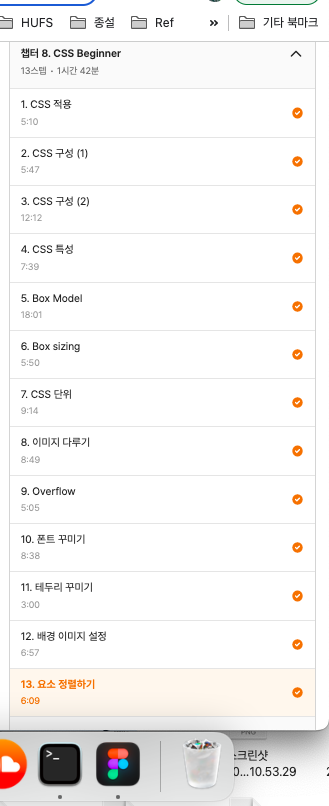 HUFS 종설 Ref » 기타 북마크
챕터 8. CSS Beginner
13스텝 • 1시간 42분
1. CSS 적용
5:10
2. CSS 구성 (1)
5:47
3. CSS 구성 (2)
12:12
4. CSS 특성
7:39
5. Box Model
18:01
6. Box sizing
5:50
7. CSS 단위
9:14
8. 이미지 다루기
8:49
9. Overflow
5:05
10. 폰트 꾸미기
8:38
11. 테두리 꾸미기
3:00
12. 배경 이미지 설정
6:57
13. 요소 정렬하기
6:09
>_
스크린샷
0...10.53.29